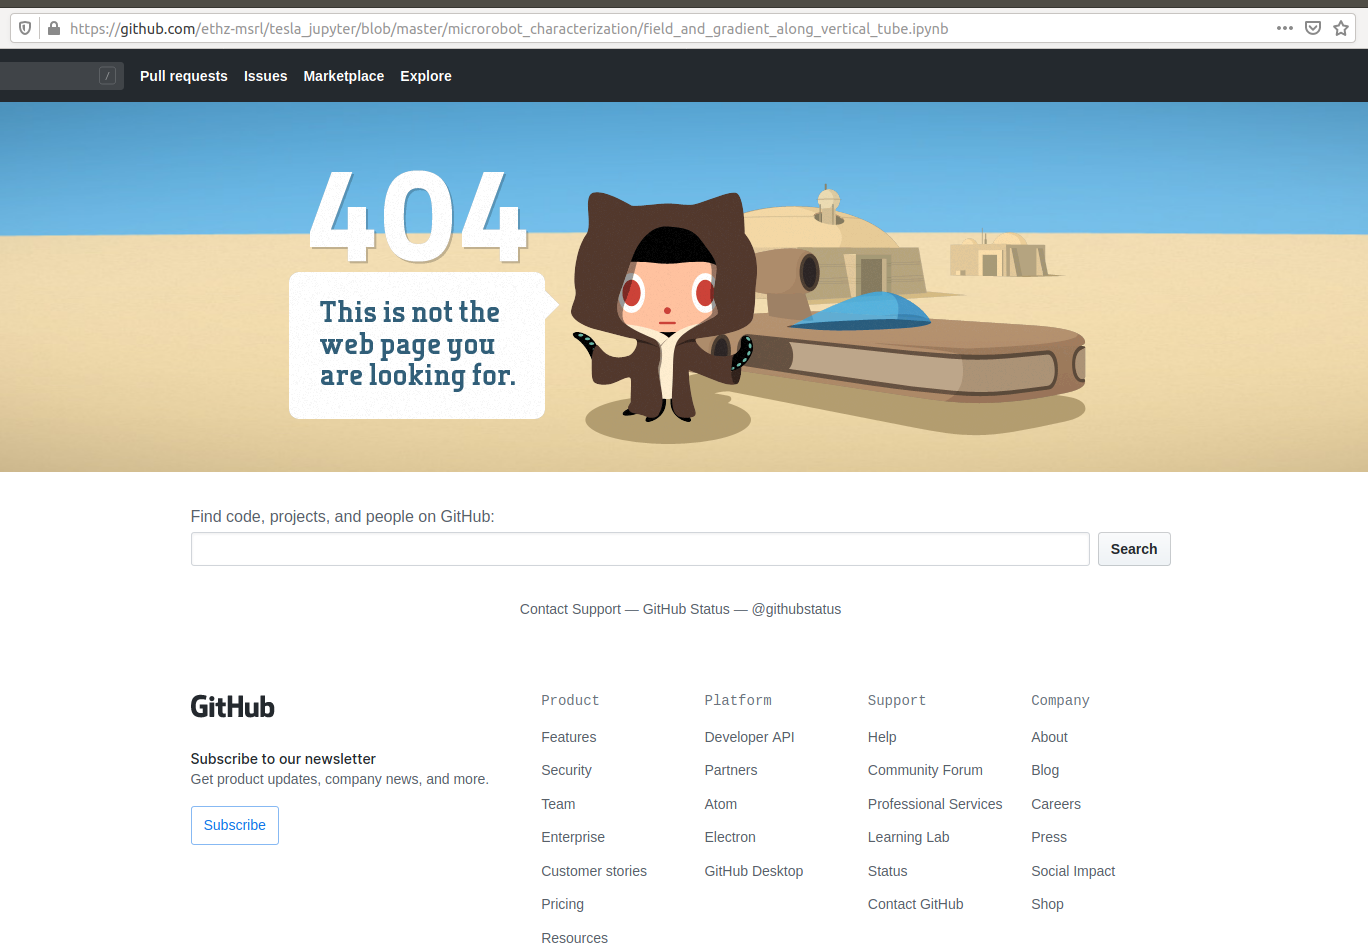 https://github.com/ethz-msrl/tesla_jupyter/blob/master/microrobot_characterization/field_and_gradient_along_vertical_tube.ipynb
/ Pull requests Issues Marketplace Explore
404
This is not the
web page you
are looking for.
Find code, projects, and people on GitHub:
Search
Contact Support — GitHub Status — @githubstatus
GitHub
Subscribe to our newsletter
Get product updates, company news, and more.
Subscribe
Product
Features
Security
Team
Enterprise
Customer stories
Pricing
Resources
Platform
Developer API
Partners
Atom
Electron
GitHub Desktop
Support
Help
Community Forum
Professional Services
Learning Lab
Status
Contact GitHub
Company
About
Blog
Careers
Press
Social Impact
Shop